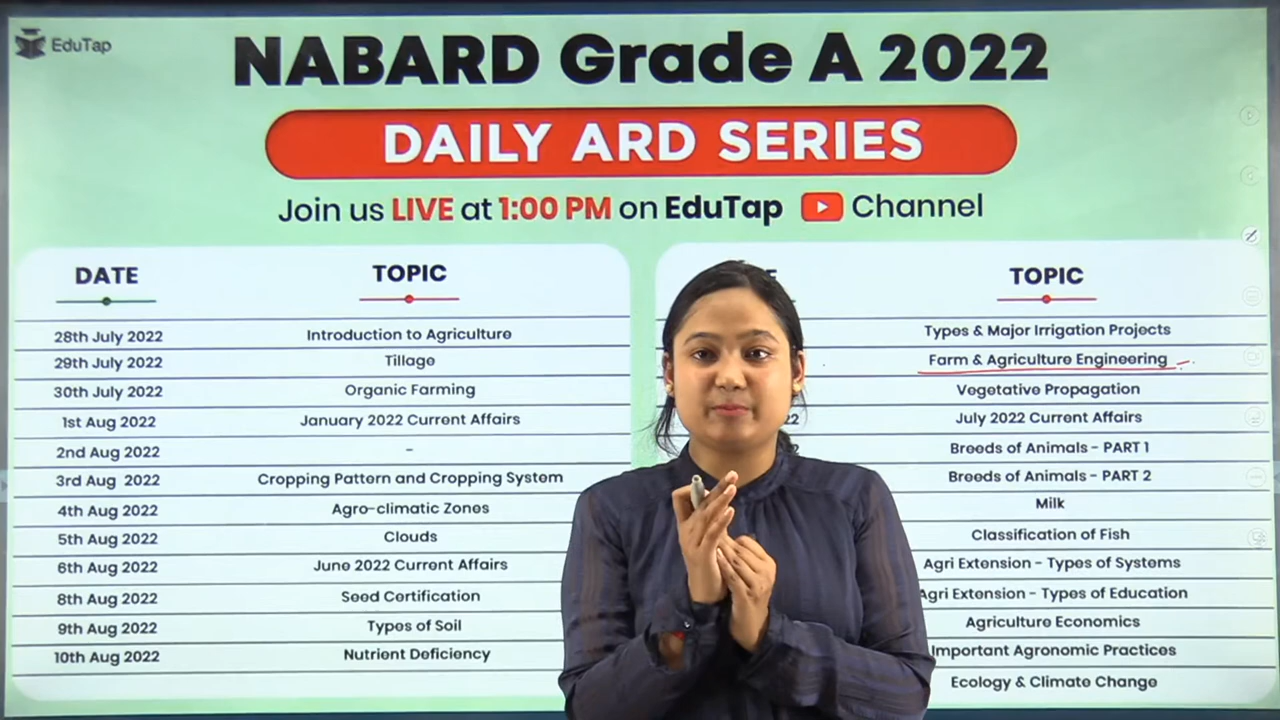 EduTap
NABARD Grade A 2022
DAILY ARD SERIES
Join us LIVE at 1:00 PM on EduTap Channel
DATE TOPIC
28th July 2022 Introduction to Agriculture
29th July 2022 Tillage
30th July 2022 Organic Farming
1st Aug 2022 January 2022 Current Affairs
2nd Aug 2022 -
3rd Aug 2022 Cropping Pattern and Cropping System
4th Aug 2022 Agro-climatic Zones
5th Aug 2022 Clouds
6th Aug 2022 June 2022 Current Affairs
8th Aug 2022 Seed Certification
9th Aug 2022 Types of Soil
10th Aug 2022 Nutrient Deficiency
TOPIC
Types & Major Irrigation Projects
Farm & Agriculture Engineering
Vegetative Propagation
July 2022 Current Affairs
Breeds of Animals - PART 1
Breeds of Animals - PART 2
Milk
Classification of Fish
Agri Extension - Types of Systems
Agri Extension - Types of Education
Agriculture Economics
Important Agronomic Practices
Ecology & Climate Change